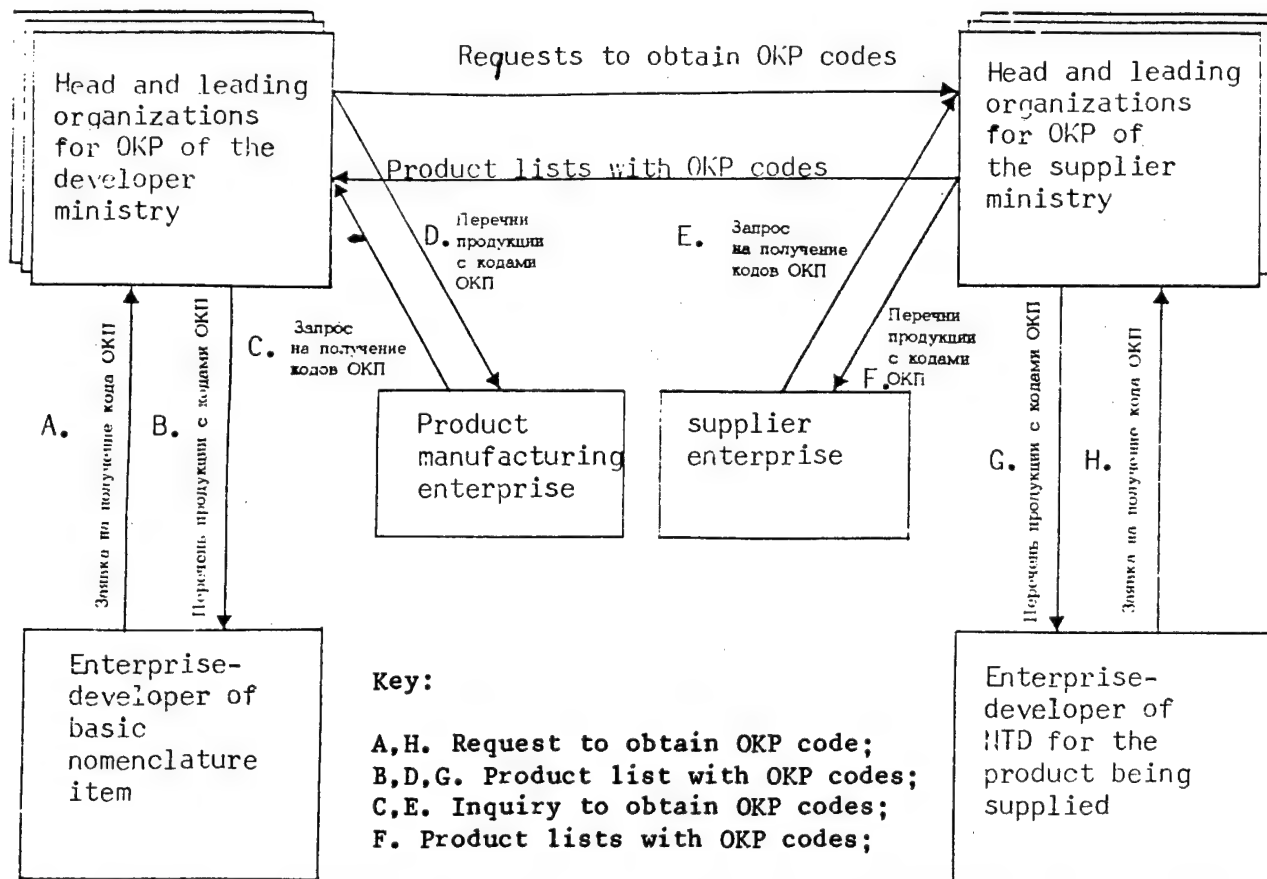 Requests to obtain OKP codes
Head and leading
organizations
for OKP of the
developer
ministry
Head and leading
organizations
for OKP of
the supplier
ministry
Product lists with OKP codes
D. Перечни
продукции
с кодами
ОКП
E. Запрос
на получение
кодов ОКП
C. Запрос
на получение
кодов ОКП
Перечни
продукции
с кодами
F. ОКП
A.
Заявка на получение кода ОКП
B.
Перечень продукции с кодами ОКП
G.
Перечень продукции с кодами ОКП
H.
Заявка на получение кода ОКП
Product
manufacturing
enterprise
supplier
enterprise
Enterprise-
developer of
basic
nomenclature
item
Key:
A,H. Request to obtain OKP code;
B,D,G. Product list with OKP codes;
C,E. Inquiry to obtain OKP codes;
F. Product lists with OKP codes;
Enterprise-
developer of
NTD for the
product being
supplied